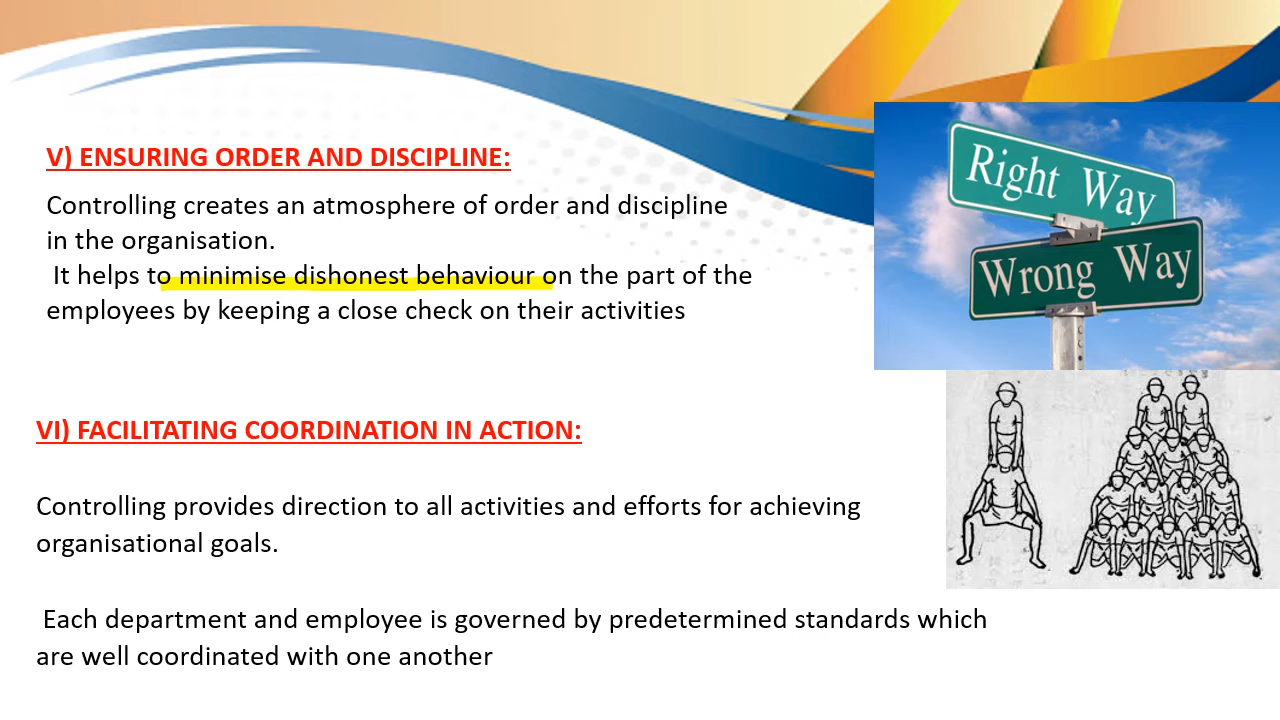 V) ENSURING ORDER AND DISCIPLINE:
Controlling creates an atmosphere of order and discipline
in the organisation.
It helps to minimise dishonest behaviour on the part of the
employees by keeping a close check on their activities
Right Way
Wrong Way
VI) FACILITATING COORDINATION IN ACTION:
Controlling provides direction to all activities and efforts for achieving
organisational goals.
Each department and employee is governed by predetermined standards which
are well coordinated with one another